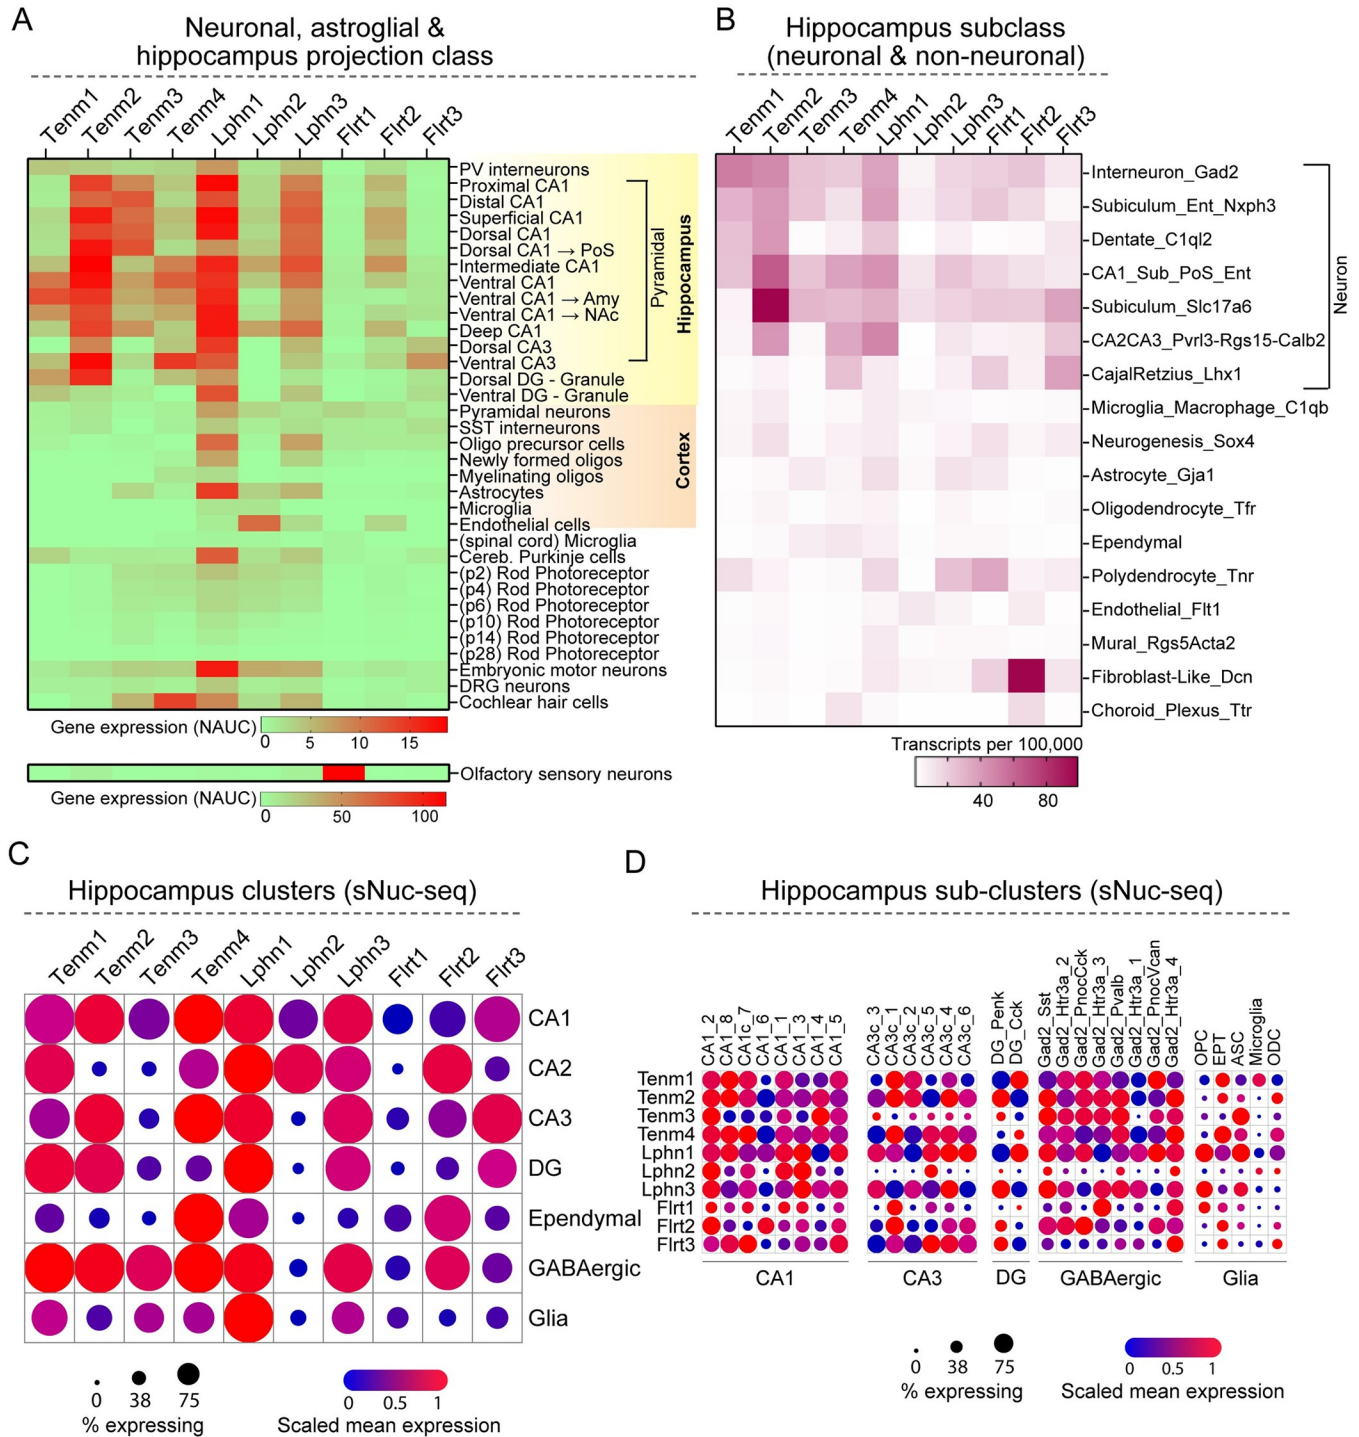 A
Neuronal, astroglial &
hippocampus projection class
Tenm1
Tenm2
Tenm3
Tenm4
Lphn1
Lphn2
Lphn3
Flrt1
Flrt2
Flrt3
PV interneurons
Proximal CA1
Distal CA1
Superficial CA1
Dorsal CA1
Dorsal CA1 → PoS
Intermediate CA1
Ventral CA1
Ventral CA1 → Amy
Ventral CA1 → NAc
Deep CA1
Dorsal CA3
Ventral CA3
Dorsal DG - Granule
Ventral DG - Granule
Pyramidal neurons
SST interneurons
Oligo precursor cells
Newly formed oligos
Myelinating oligos
Astrocytes
Microglia
Endothelial cells
(spinal cord) Microglia
Cereb. Purkinje cells
(p2) Rod Photoreceptor
(p4) Rod Photoreceptor
(p6) Rod Photoreceptor
(p10) Rod Photoreceptor
(p14) Rod Photoreceptor
(p28) Rod Photoreceptor
Embryonic motor neurons
DRG neurons
Cochlear hair cells
Pyramidal
Hippocampus
Cortex
Gene expression (NAUC)
0 5 10 15
Olfactory sensory neurons
Gene expression (NAUC)
0 50 100
B
Hippocampus subclass
(neuronal & non-neuronal)
Tenm1
Tenm2
Tenm3
Tenm4
Lphn1
Lphn2
Lphn3
Flrt1
Flrt2
Flrt3
Interneuron_Gad2
Subiculum_Ent_Nxph3
Dentate_C1ql2
CA1_Sub_PoS_Ent
Subiculum_Slc17a6
CA2CA3_Pvrl3-Rgs15-Calb2
CajalRetzius_Lhx1
Microglia_Macrophage_C1qb
Neurogenesis_Sox4
Astrocyte_Gja1
Oligodendrocyte_Tfr
Ependymal
Polydendrocyte_Tnr
Endothelial_Flt1
Mural_Rgs5Acta2
Fibroblast-Like_Dcn
Choroid_Plexus_Ttr
Neuron
Transcripts per 100,000
40 80
C
Hippocampus clusters (sNuc-seq)
Tenm1
Tenm2
Tenm3
Tenm4
Lphn1
Lphn2
Lphn3
Flrt1
Flrt2
Flrt3
CA1
CA2
CA3
DG
Ependymal
GABAergic
Glia
0 38 75
% expressing
0 0.5 1
Scaled mean expression
D
Hippocampus sub-clusters (sNuc-seq)
CA1_2
CA1_8
CA1c_7
CA1_6
CA1_1
CA1_3
CA1_4
CA1_5
CA3c_3
CA3c_1
CA3c_2
CA3c_5
CA3c_4
CA3c_6
DG_Penk
DG_Cck
Gad2_Sst
Gad2_Htr3a_2
Gad2_PnocCck
Gad2_Htr3a_3
Gad2_Pvalb
Gad2_Htr3a_1
Gad2_PnocVcan
Gad2_Htr3a_4
OPC
EPT
ASC
Microglia
ODC
Tenm1
Tenm2
Tenm3
Tenm4
Lphn1
Lphn2
Lphn3
Flrt1
Flrt2
Flrt3
CA1
CA3
DG
GABAergic
Glia
0 38 75
% expressing
0 0.5 1
Scaled mean expression